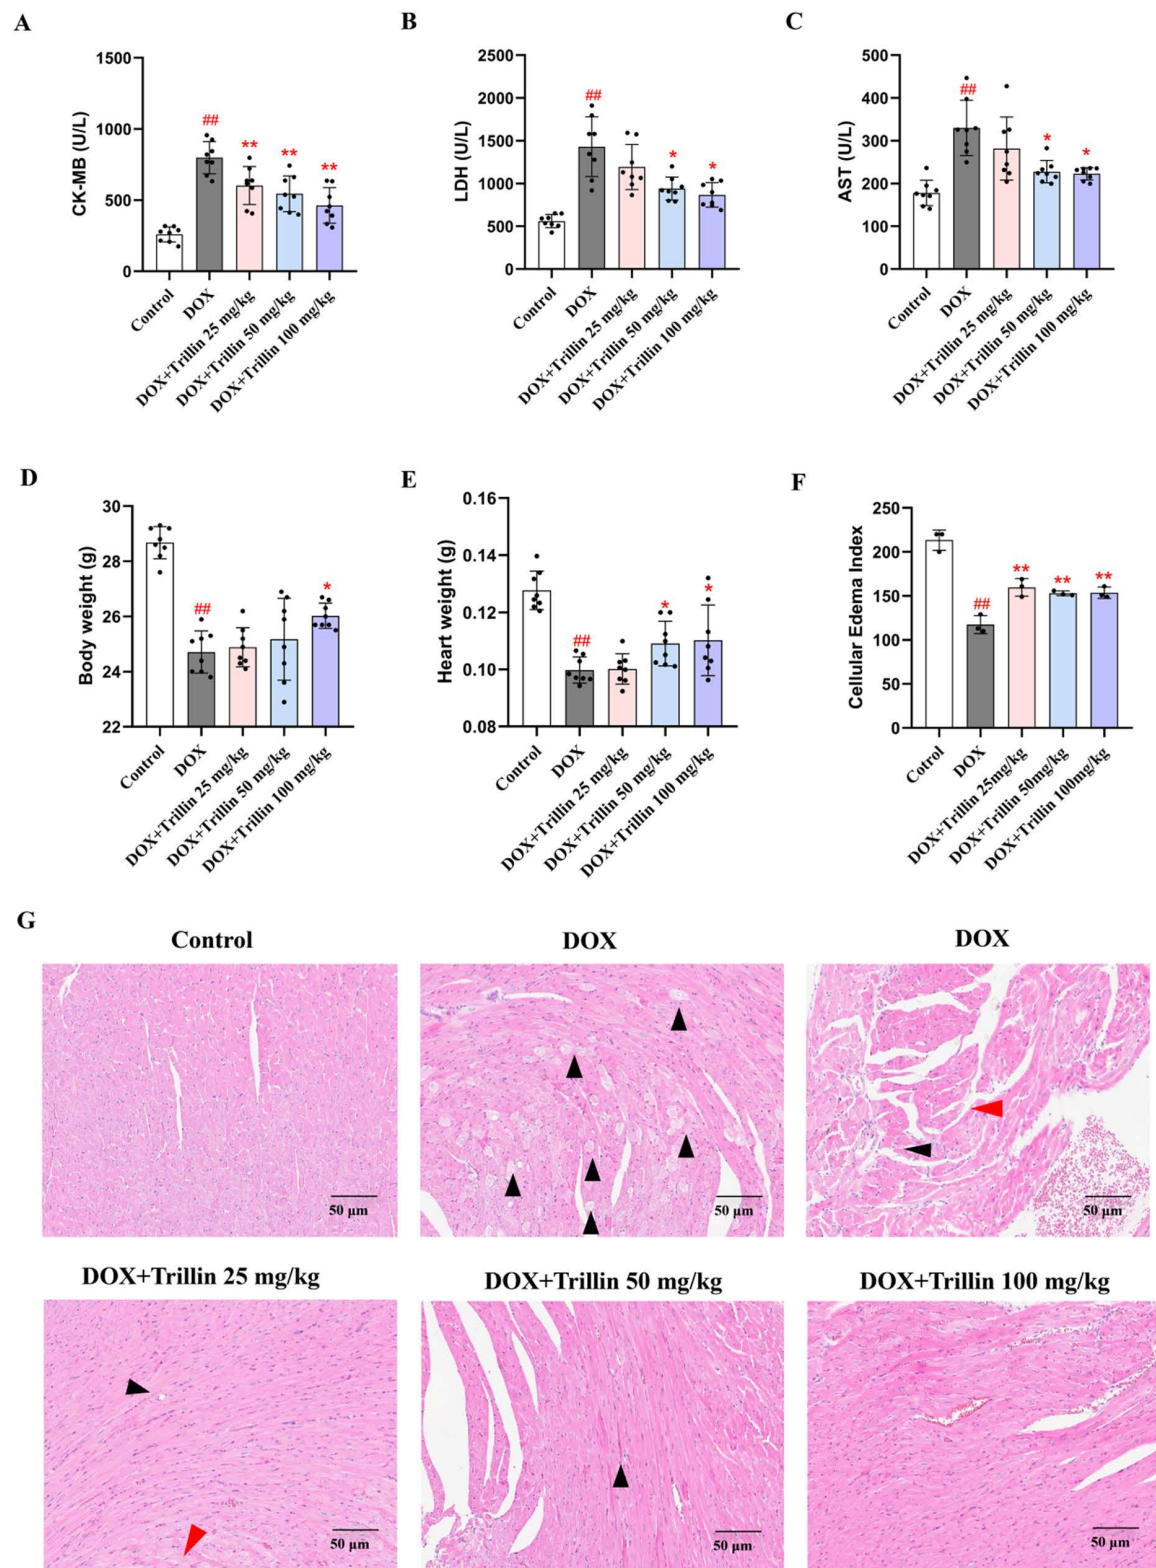 A
CK-MB (U/L)
1500
1000
500
0
##
**
**
**
Control
DOX
DOX+Trillin 25 mg/kg
DOX+Trillin 50 mg/kg
DOX+Trillin 100 mg/kg
B
LDH (U/L)
2500
2000
1500
1000
500
0
##
*
*
Control
DOX
DOX+Trillin 25 mg/kg
DOX+Trillin 50 mg/kg
DOX+Trillin 100 mg/kg
C
AST (U/L)
500
400
300
200
100
0
##
*
*
Control
DOX
DOX+Trillin 25 mg/kg
DOX+Trillin 50 mg/kg
DOX+Trillin 100 mg/kg
D
Body weight (g)
30
28
26
24
22
##
*
Control
DOX
DOX+Trillin 25 mg/kg
DOX+Trillin 50 mg/kg
DOX+Trillin 100 mg/kg
E
Heart weight (g)
0.16
0.14
0.12
0.10
0.08
##
*
*
Control
DOX
DOX+Trillin 25 mg/kg
DOX+Trillin 50 mg/kg
DOX+Trillin 100 mg/kg
F
Cellular Edema Index
250
200
150
100
50
0
##
**
**
**
Cotrol
DOX
DOX+Trillin 25mg/kg
DOX+Trillin 50mg/kg
DOX+Trillin 100mg/kg
G
Control
DOX
DOX
50 μm
50 μm
50 μm
DOX+Trillin 25 mg/kg
DOX+Trillin 50 mg/kg
DOX+Trillin 100 mg/kg
50 μm
50 μm
50 μm